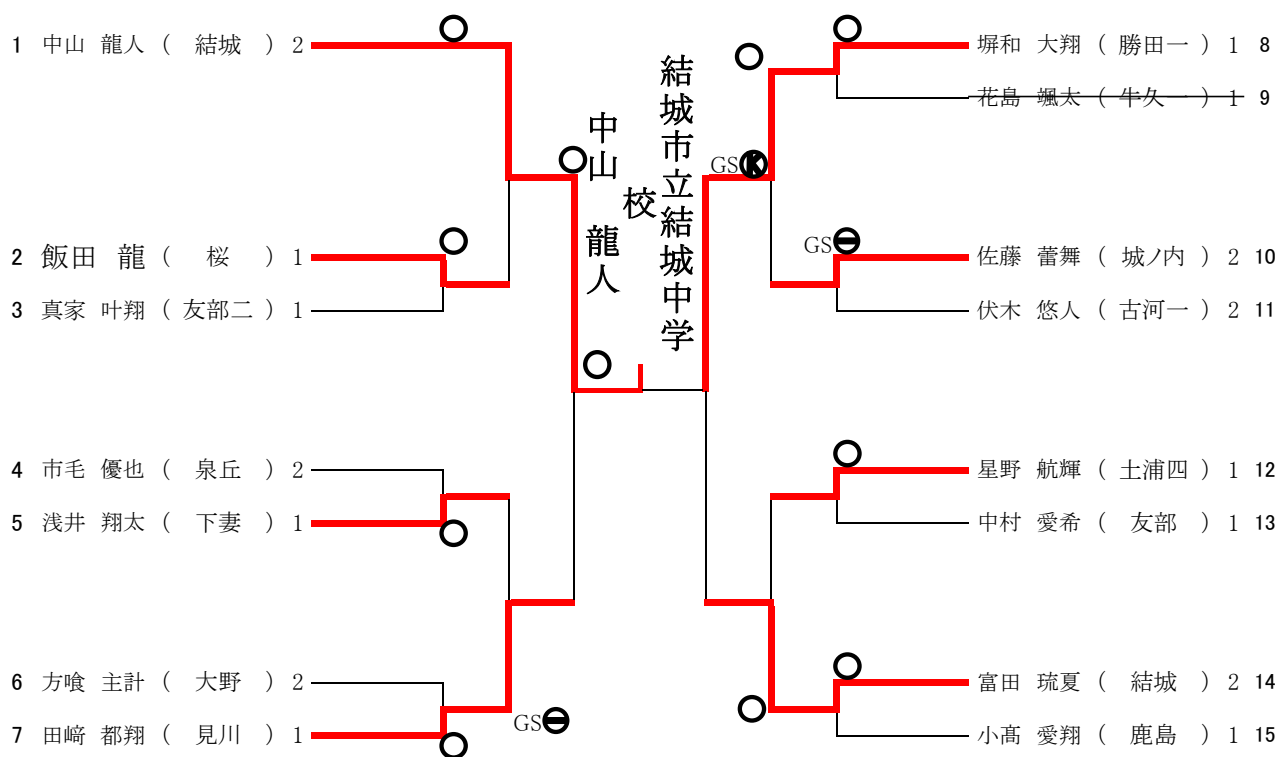 1 中山 龍人 ( 結城 ) 2
2 飯田 龍 ( 桜 ) 1
3 真家 叶翔 ( 友部二 ) 1
4 市毛 優也 ( 泉丘 ) 2
5 浅井 翔太 ( 下妻 ) 1
6 方喰 主計 ( 大野 ) 2
7 田﨑 都翔 ( 見川 ) 1
GS
中山 龍人
結城市立結城中学
校
GS K
GS
塀和 大翔 ( 勝田一 ) 1 8
花島 颯太 ( 牛久一 ) 1 9
佐藤 蕾舞 ( 城ノ内 ) 2 10
伏木 悠人 ( 古河一 ) 2 11
星野 航輝 ( 土浦四 ) 1 12
中村 愛希 ( 友部 ) 1 13
富田 琉夏 ( 結城 ) 2 14
小髙 愛翔 ( 鹿島 ) 1 15